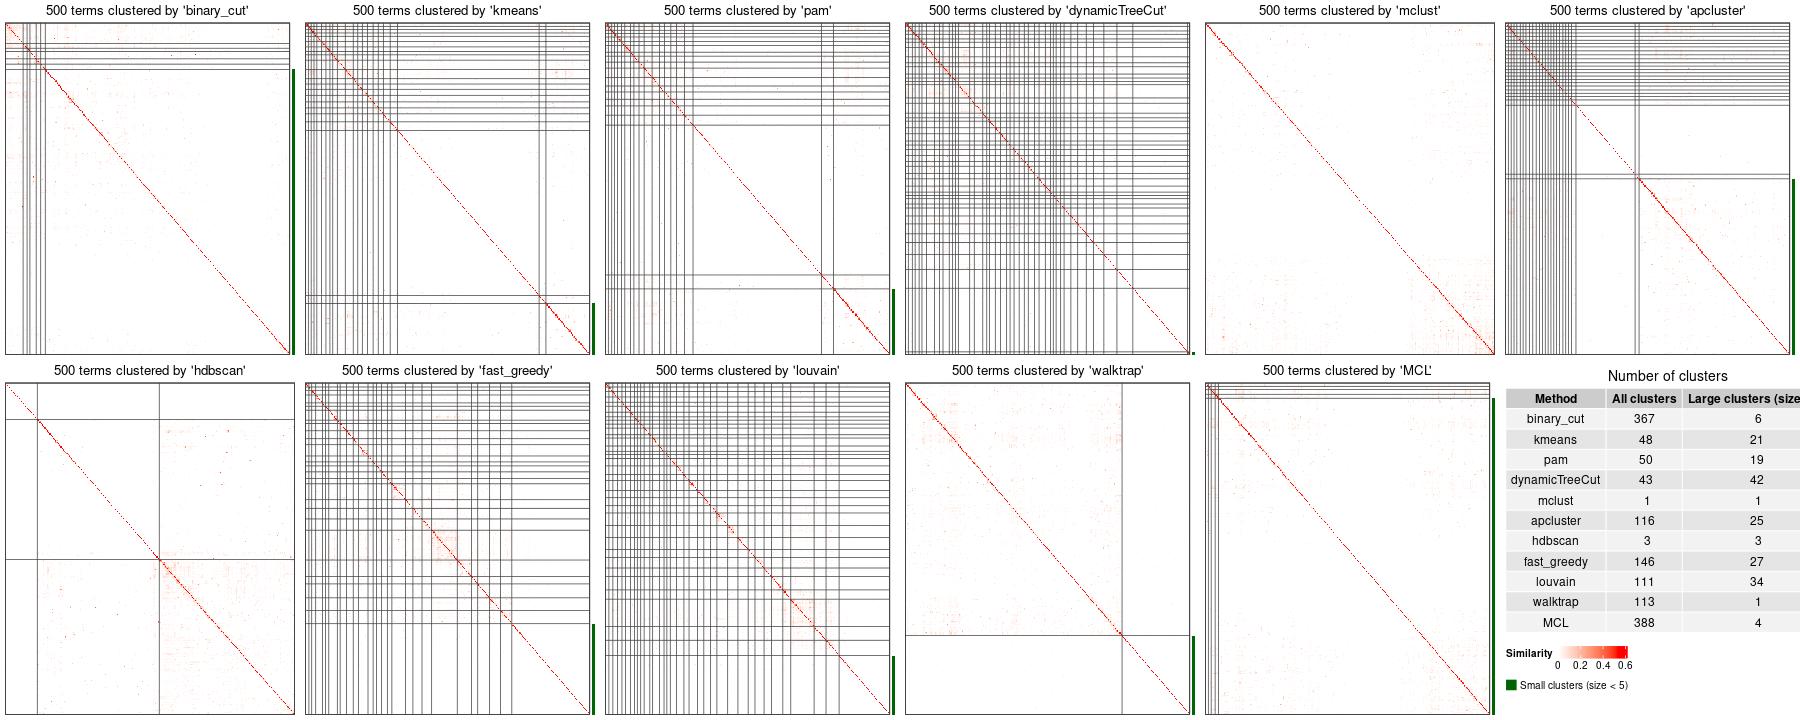 500 terms clustered by 'binary_cut'
500 terms clustered by 'kmeans'
500 terms clustered by 'pam'
500 terms clustered by 'dynamicTreeCut'
500 terms clustered by 'mclust'
500 terms clustered by 'apcluster'
500 terms clustered by 'hdbscan'
500 terms clustered by 'fast_greedy'
500 terms clustered by 'louvain'
500 terms clustered by 'walktrap'
500 terms clustered by 'MCL'
Number of clusters
Method All clusters Large clusters (size
binary_cut 367 6
kmeans 48 21
pam 50 19
dynamicTreeCut 43 42
mclust 1 1
apcluster 116 25
hdbscan 3 3
fast_greedy 146 27
louvain 111 34
walktrap 113 1
MCL 388 4
Similarity
0 0.2 0.4 0.6
Small clusters (size < 5)